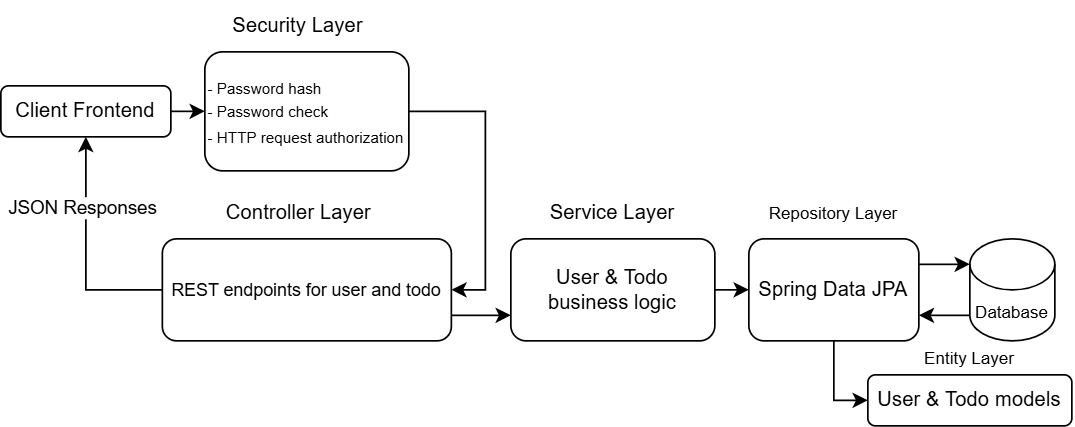 Security Layer
- Password hash
- Password check
- HTTP request authorization
Client Frontend
JSON Responses
Controller Layer
REST endpoints for user and todo
Service Layer
User & Todo
business logic
Repository Layer
Spring Data JPA
Database
Entity Layer
User & Todo models